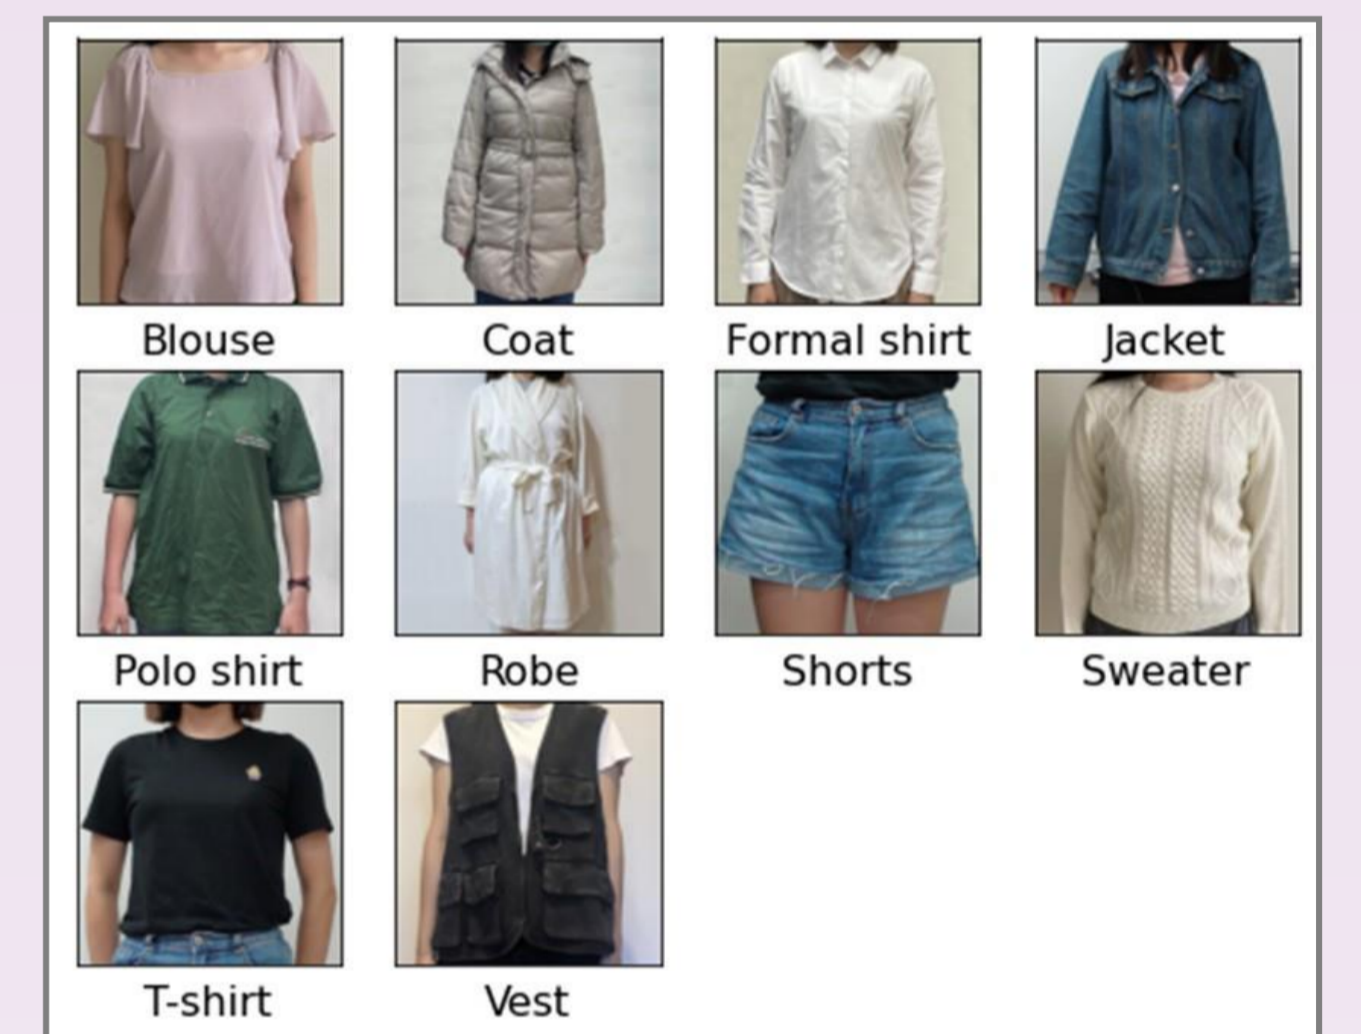 Blouse
Coat
Formal shirt
Jacket
Polo shirt
Robe
Shorts
Sweater
T-shirt
Vest